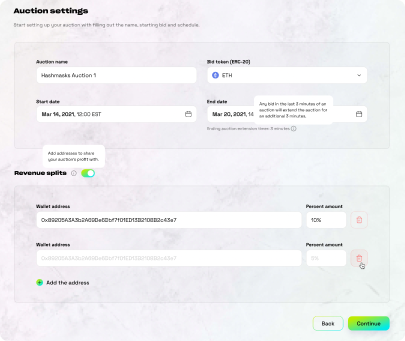 Auction settings
Start setting up your auction with filling out the name, starting bid and schedule.
Auction name
Bid token (ERC-20)
Hashmasks Auction 1
ETH
Start date
End date
Mar 14, 2021, 12:00 EST
Mar 20, 2021, 14
Any bid in the last 3 minutes of an
auction will extend the auction for
an additional 3 minutes.
Ending auction extension timer: 3 minutes
Add addresses to share
your auction's profit with.
Revenue splits
Wallet address
Percent amount
10%
Wallet address
Percent amount
5%
Add the address
Back
Continue